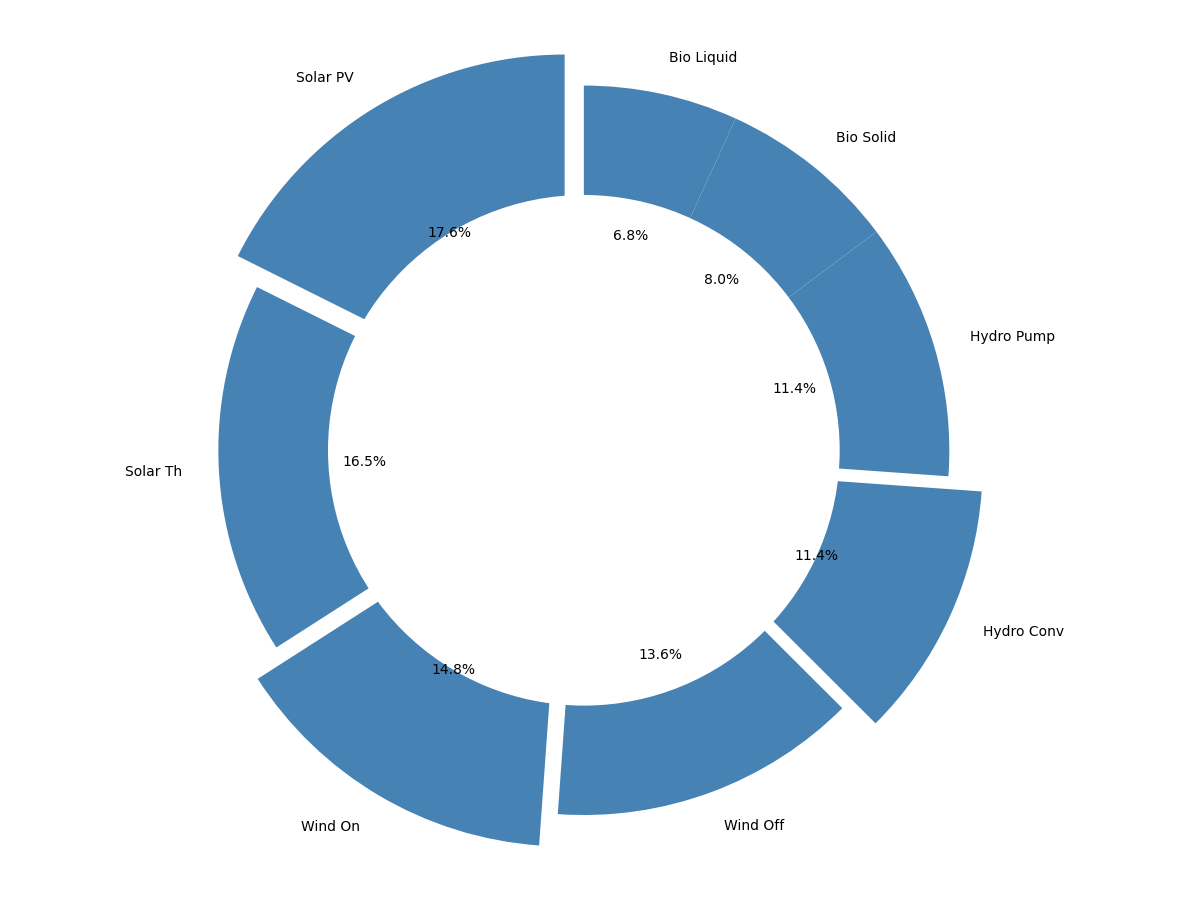 Bio Liquid
Solar PV
Bio Solid
17.6%
6.8%
8.0%
Hydro Pump
11.4%
16.5%
Solar Th
11.4%
Hydro Conv
13.6%
14.8%
Wind Off
Wind On